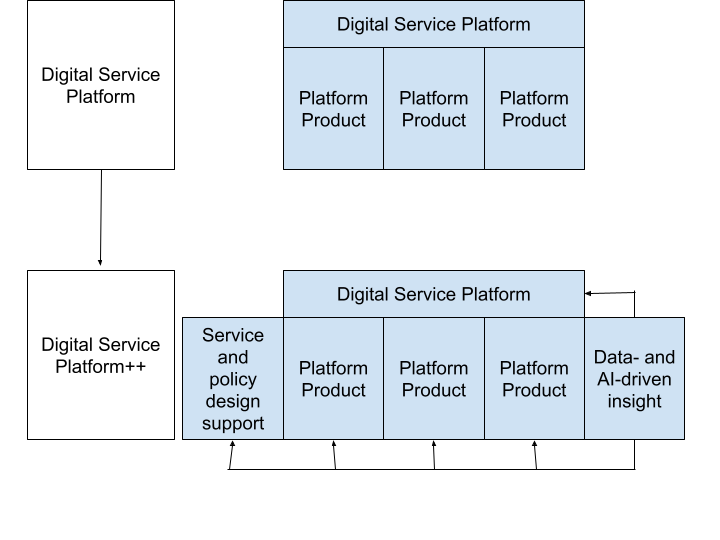 Digital Service
Platform
Digital Service Platform
Platform
Product
Platform
Product
Platform
Product
Digital Service
Platform++
Digital Service Platform
Service
and
policy
design
support
Platform
Product
Platform
Product
Platform
Product
Data- and
AI-driven
insight